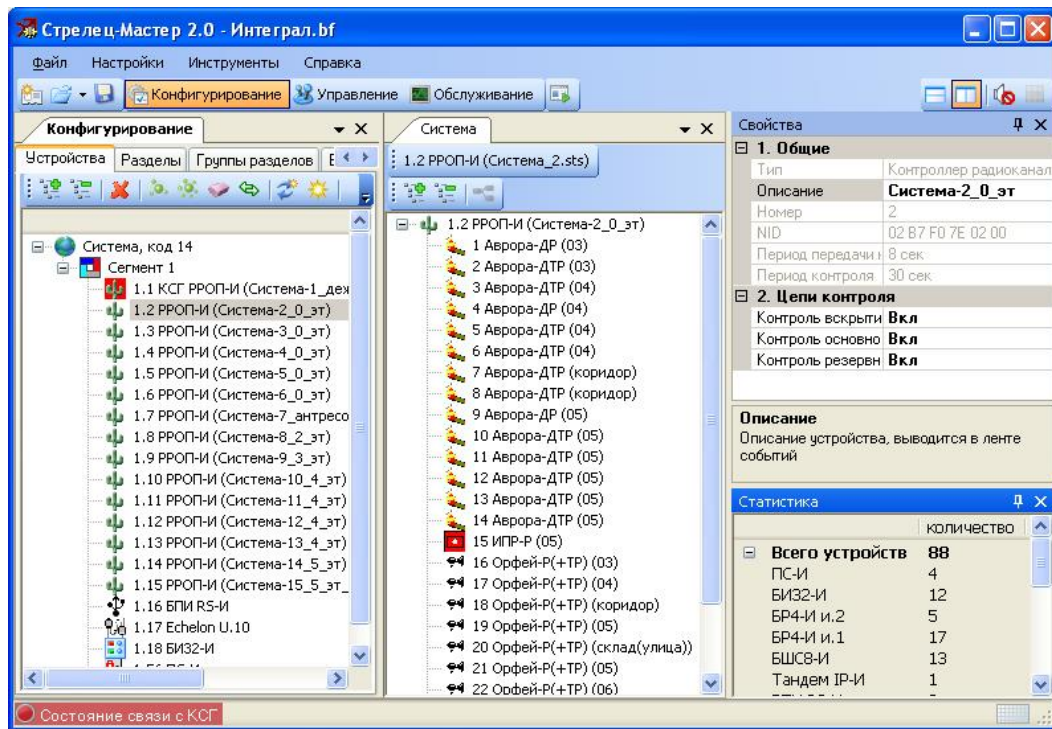 Стрелец-Мастер 2.0 - Интеграл.bf
Файл Настройки Инструменты Справка
Конфигурирование Управление Обслуживание
Конфигурирование
Устройства Разделы Группы разделов
Система, код 14
Сегмент 1
1.1 КСГ РРОП-И (Система-1_деж
1.2 РРОП-И (Система-2_0_эт)
1.3 РРОП-И (Система-3_0_эт)
1.4 РРОП-И (Система-4_0_эт)
1.5 РРОП-И (Система-5_0_эт)
1.6 РРОП-И (Система-6_0_эт)
1.7 РРОП-И (Система-7_антресо
1.8 РРОП-И (Система-8_2_эт)
1.9 РРОП-И (Система-9_3_эт)
1.10 РРОП-И (Система-10_4_эт)
1.11 РРОП-И (Система-11_4_эт)
1.12 РРОП-И (Система-12_4_эт)
1.13 РРОП-И (Система-13_4_эт)
1.14 РРОП-И (Система-14_5_эт)
1.15 РРОП-И (Система-15_5_эт_
1.16 БПИ RS-И
1.17 Echelon U.10
1.18 БИ32-И
Система
1.2 РРОП-И (Система_2.sts)
1.2 РРОП-И (Система-2_0_эт)
1 Аврора-ДР (03)
2 Аврора-ДТР (03)
3 Аврора-ДТР (04)
4 Аврора-ДР (04)
5 Аврора-ДТР (04)
6 Аврора-ДТР (04)
7 Аврора-ДТР (коридор)
8 Аврора-ДТР (коридор)
9 Аврора-ДР (05)
10 Аврора-ДТР (05)
11 Аврора-ДТР (05)
12 Аврора-ДТР (05)
13 Аврора-ДТР (05)
14 Аврора-ДТР (05)
15 ИПР-Р (05)
16 Орфей-Р(+ТР) (03)
17 Орфей-Р(+ТР) (04)
18 Орфей-Р(+ТР) (коридор)
19 Орфей-Р(+ТР) (05)
20 Орфей-Р(+ТР) (склад(улица))
21 Орфей-Р(+ТР) (05)
22 Орфей-Р(+ТР) (06)
Свойства
1. Общие
Тип Контроллер радиоканал
Описание Система-2_0_эт
Номер 2
NID 02 B7 F0 7E 02 00
Период передачи 8 сек
Период контроля 30 сек
2. Цепи контроля
Контроль вскрыти Вкл
Контроль основно Вкл
Контроль резервн Вкл
Описание
Описание устройства, выводится в ленте
событий
Статистика
количество
Всего устройств 88
ПС-И 4
БИ32-И 12
БР4-И и.2 5
БР4-И и.1 17
БШС8-И 13
Тандем IP-И 1
Состояние связи с КСГ